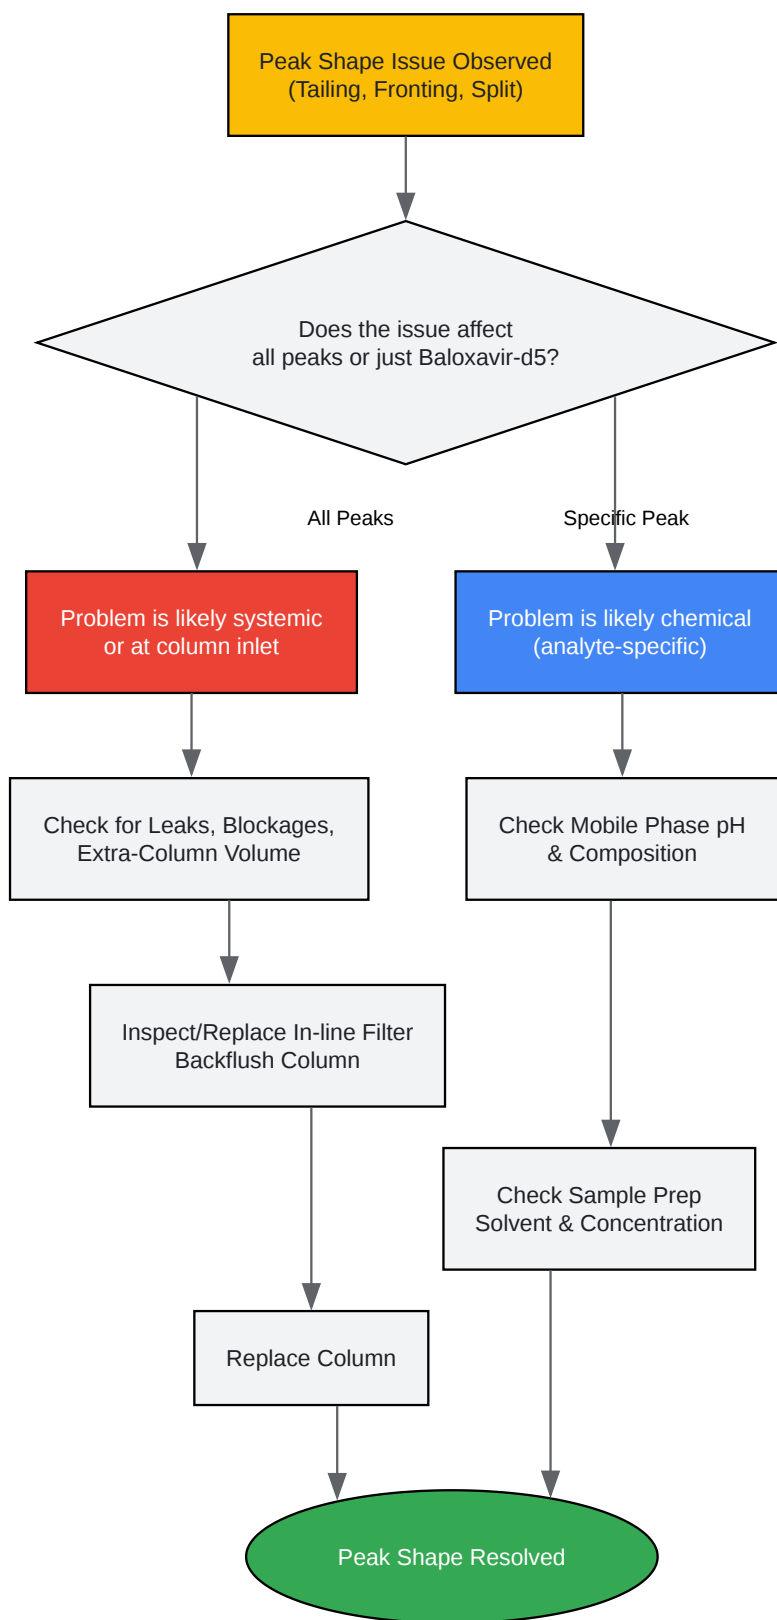 Peak Shape Issue Observed
(Tailing, Fronting, Split)
Does the issue affect
all peaks or just Baloxavir-d5?
All Peaks
Specific Peak
Problem is likely systemic
or at column inlet
Problem is likely chemical
(analyte-specific)
Check for Leaks, Blockages,
Extra-Column Volume
Check Mobile Phase pH
& Composition
Inspect/Replace In-line Filter
Backflush Column
Check Sample Prep
Solvent & Concentration
Replace Column
Peak Shape Resolved